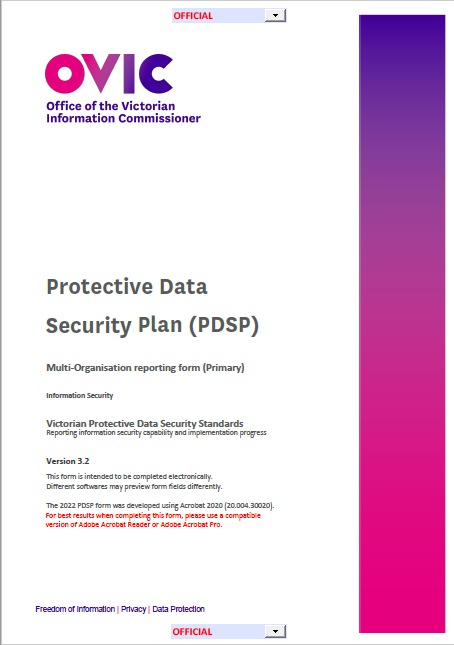 OFFICIAL
OVIC
Office of the Victorian
Information Commissioner
Protective Data
Security Plan (PDSP)
Multi-Organisation reporting form (Primary)
Information Security
Victorian Protective Data Security Standards
Reporting information security capability and implementation progress
Version 3.2
This form is intended to be completed electronically.
Different softwares may preview form fields differently.
The 2022 PDSP form was developed using Acrobat 2020 (20.004.30020).
For best results when completing this form, please use a compatible
version of Adobe Acrobat Reader or Adobe Acrobat Pro.
Freedom of Information | Privacy | Data Protection
OFFICIAL